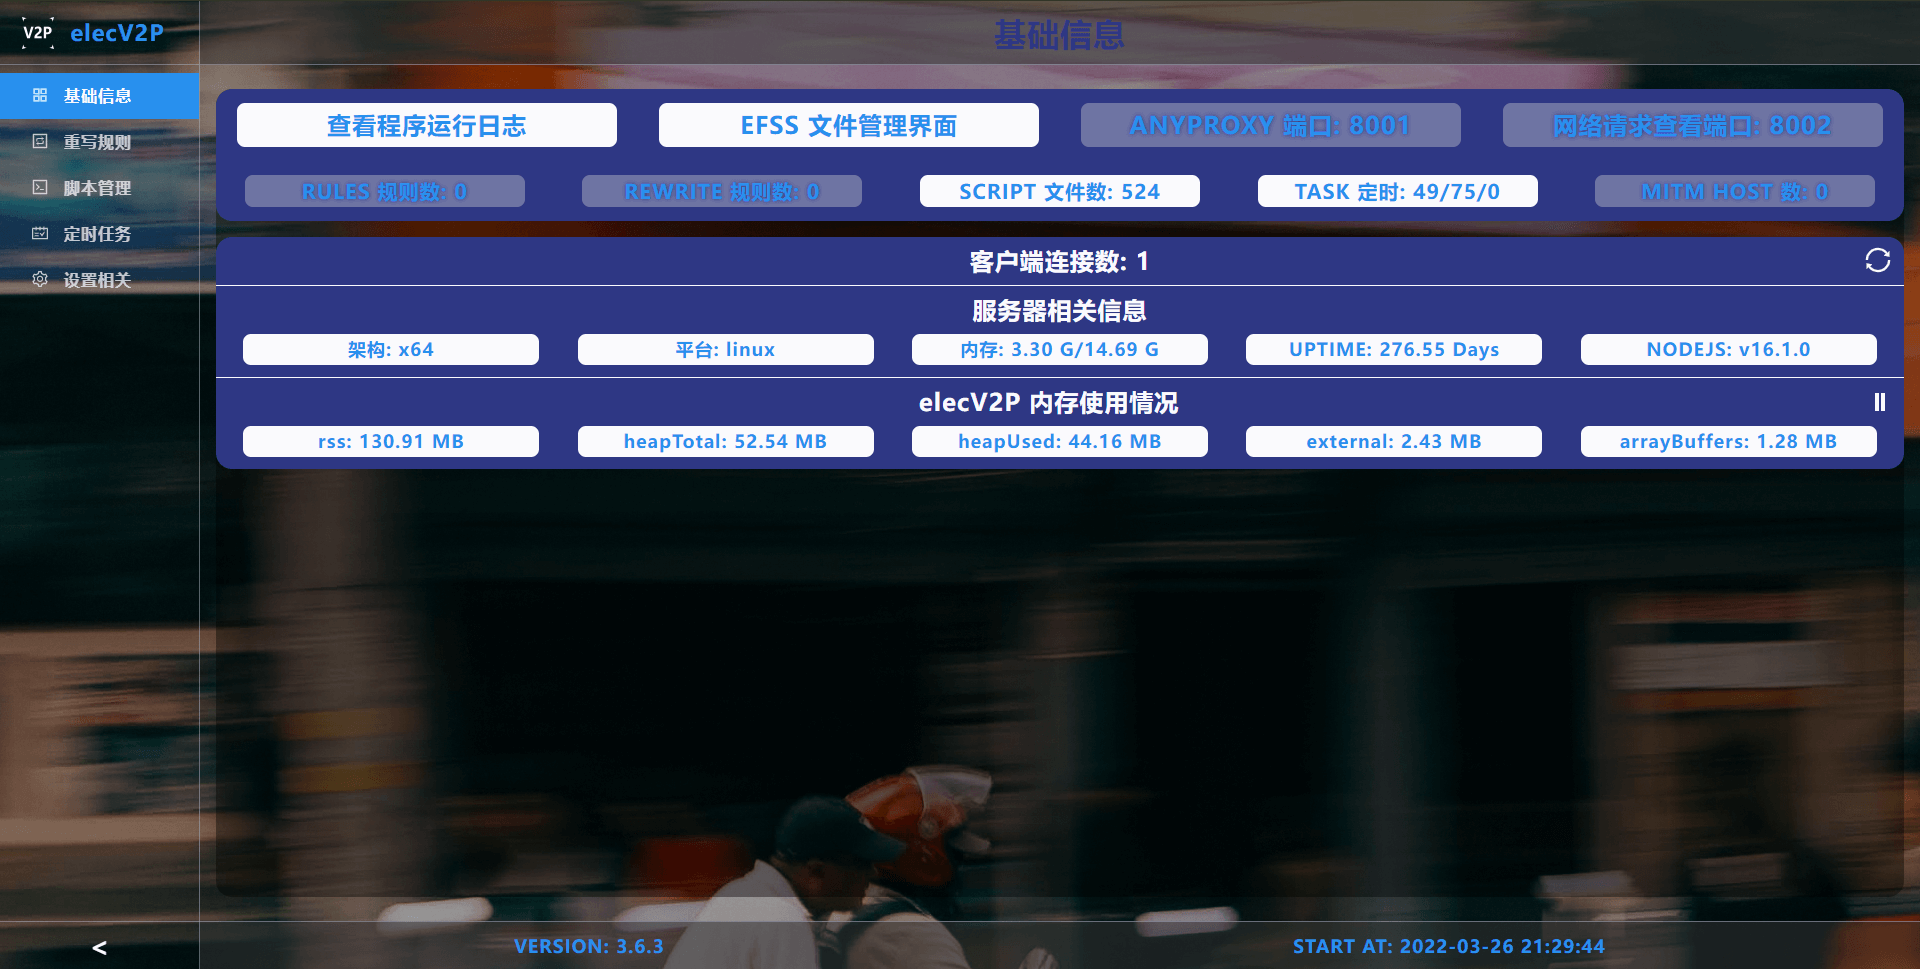 V2P elecV2P
基础信息
基础信息
重写规则
脚本管理
定时任务
设置相关
查看程序运行日志
EFSS 文件管理界面
ANYPROXY 端口: 8001
网络请求查看端口: 8002
RULES 规则数: 0
REWRITE 规则数: 0
SCRIPT 文件数: 524
TASK 定时: 49/75/0
MITM HOST 数: 0
客户端连接数: 1
服务器相关信息
架构: x64
平台: linux
内存: 3.30 G/14.69 G
UPTIME: 276.55 Days
NODEJS: v16.1.0
elecV2P 内存使用情况
rss: 130.91 MB
heapTotal: 52.54 MB
heapUsed: 44.16 MB
external: 2.43 MB
arrayBuffers: 1.28 MB
<
VERSION: 3.6.3
START AT: 2022-03-26 21:29:44